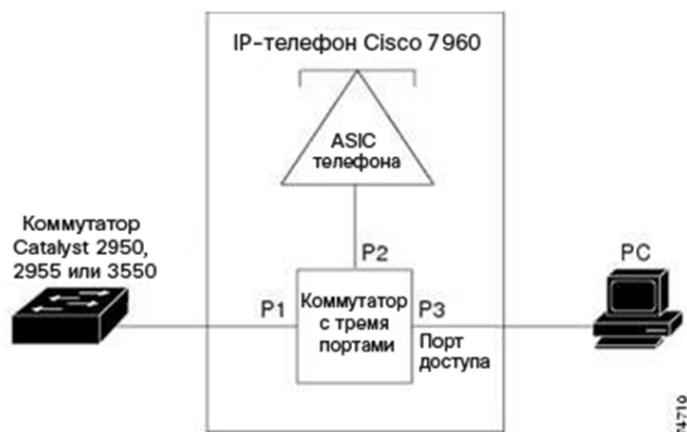 IP-телефон Cisco 7960
ASIC
телефона
Коммутатор
Catalyst 2950,
2955 или 3550
P2
PC
P1
Коммутатор
с тремя
портами
P3
Порт
доступа
74719